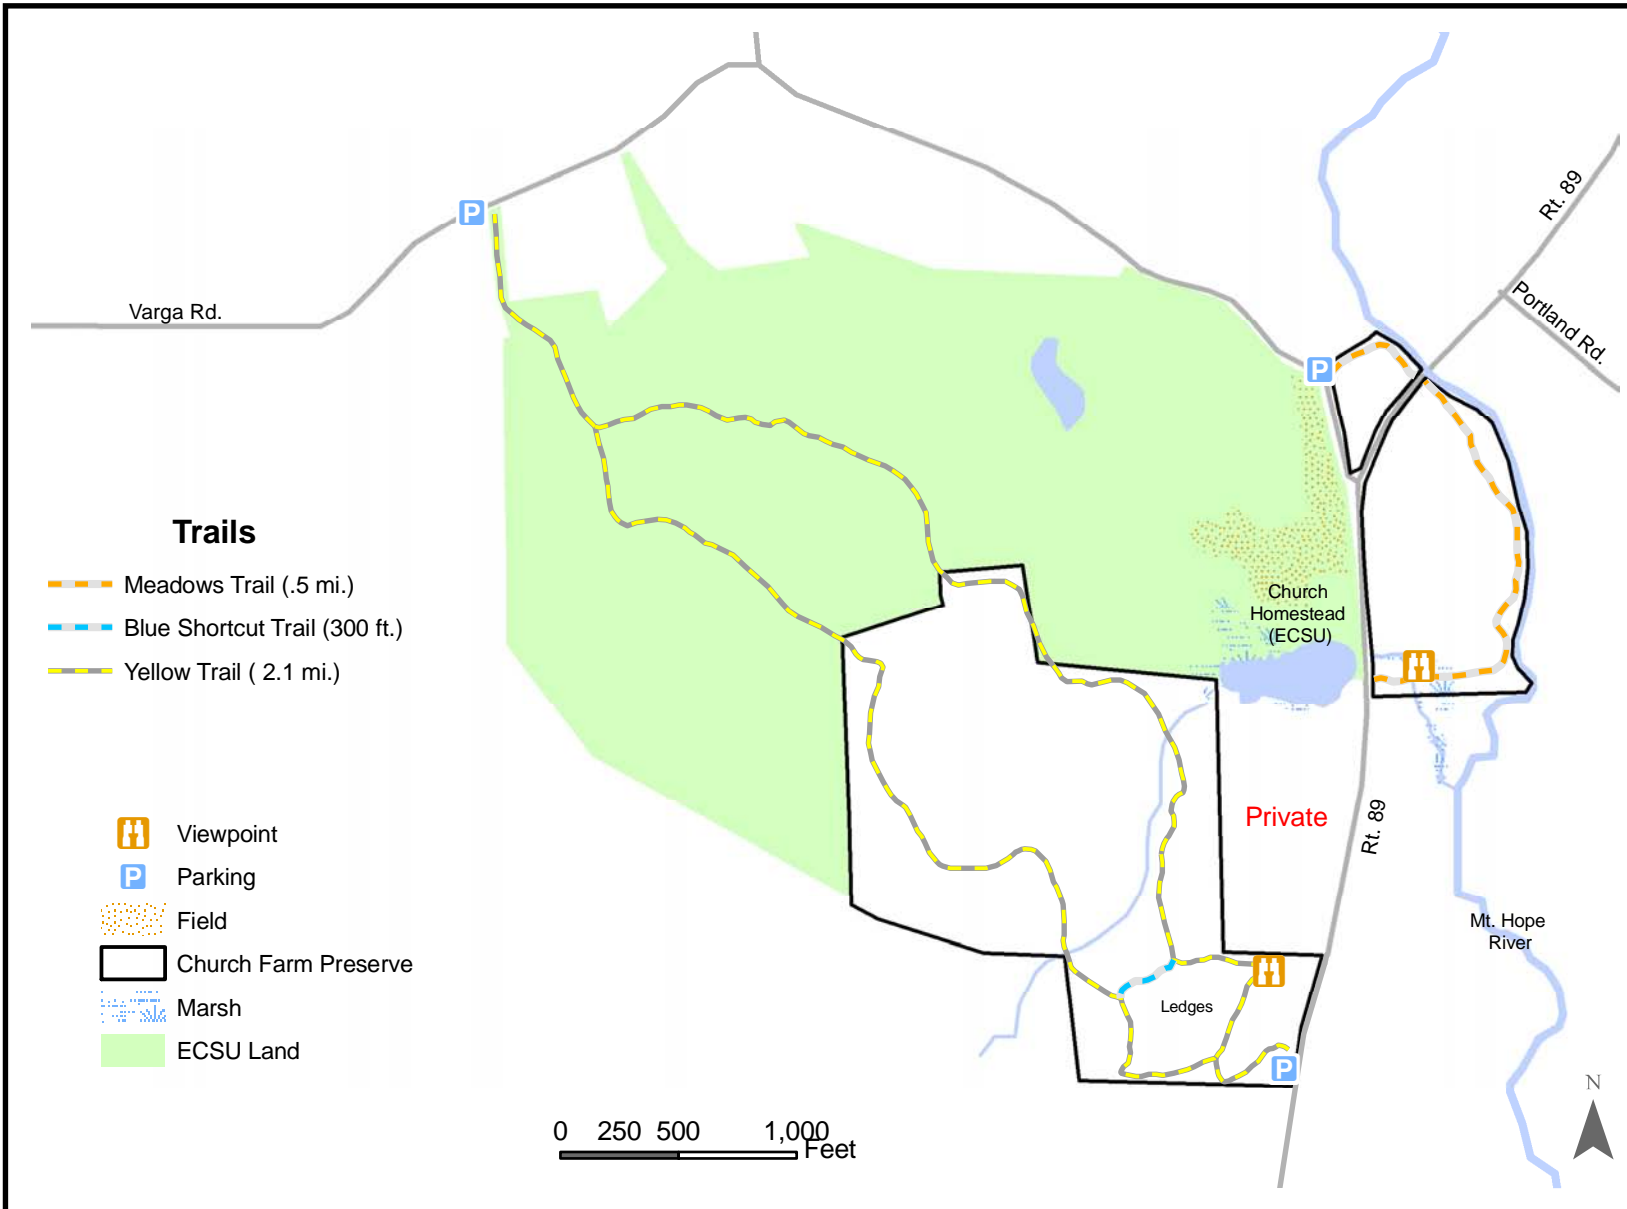 Rt. 89
Varga Rd.
Portland Rd.
P
P
Trails
Meadows Trail (.5 mi.)
Blue Shortcut Trail (300 ft.)
Yellow Trail ( 2.1 mi.)
Church
Homestead
(ECSU)
Private
Rt. 89
Viewpoint
P
Parking
Field
Church Farm Preserve
Marsh
ECSU Land
Mt. Hope
River
Ledges
P
N
0 250 500 1,000
Feet